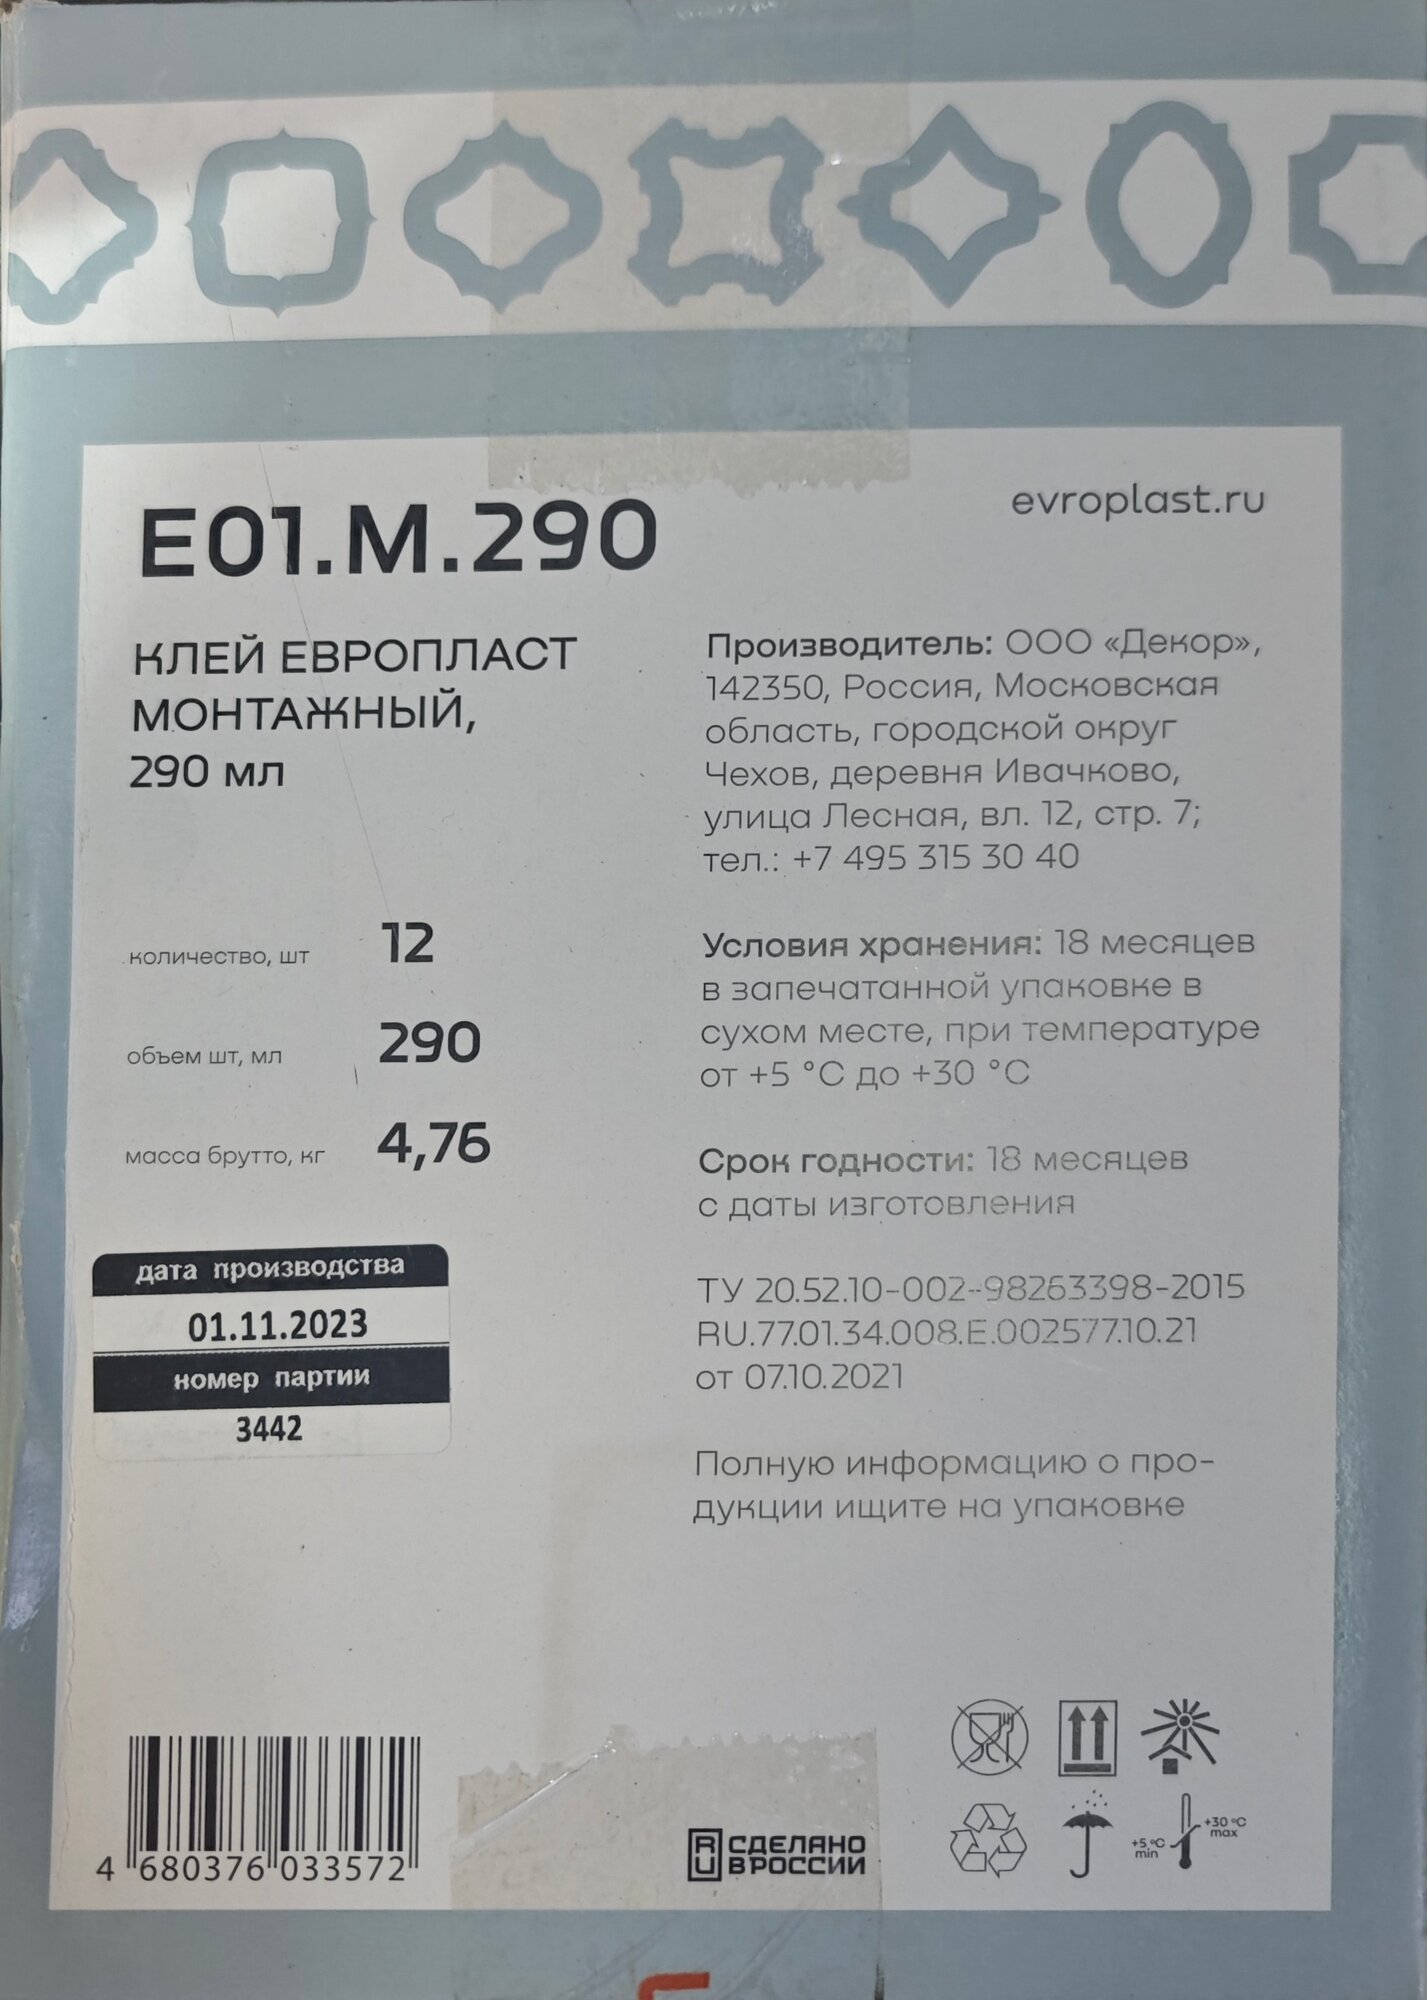 E01.M.290
evroplast.ru
КЛЕЙ ЕВРОПЛАСТ
МОНТАЖНЫЙ,
290 мл
количество, шт 12
объем шт, мл 290
масса брутто, кг 4,76
дата производства
01.11.2023
номер партии
3442
Производитель: ООО «Декор»,
142350, Россия, Московская
область, городской округ
Чехов, деревня Ивачково,
улица Лесная, вл. 12, стр. 7;
тел.: +7 495 315 30 40
Условия хранения: 18 месяцев
в запечатанной упаковке в
сухом месте, при температуре
от +5 °C до +30 °C
Срок годности: 18 месяцев
с даты изготовления
ТУ 20.52.10-002-98263398-2015
RU.77.01.34.008.E.002577.10.21
от 07.10.2021
Полную информацию о про-
дукции ищите на упаковке
4 680376 033572
RU СДЕЛАНО
В РОССИИ
+5 °C
min
+30 °C
max